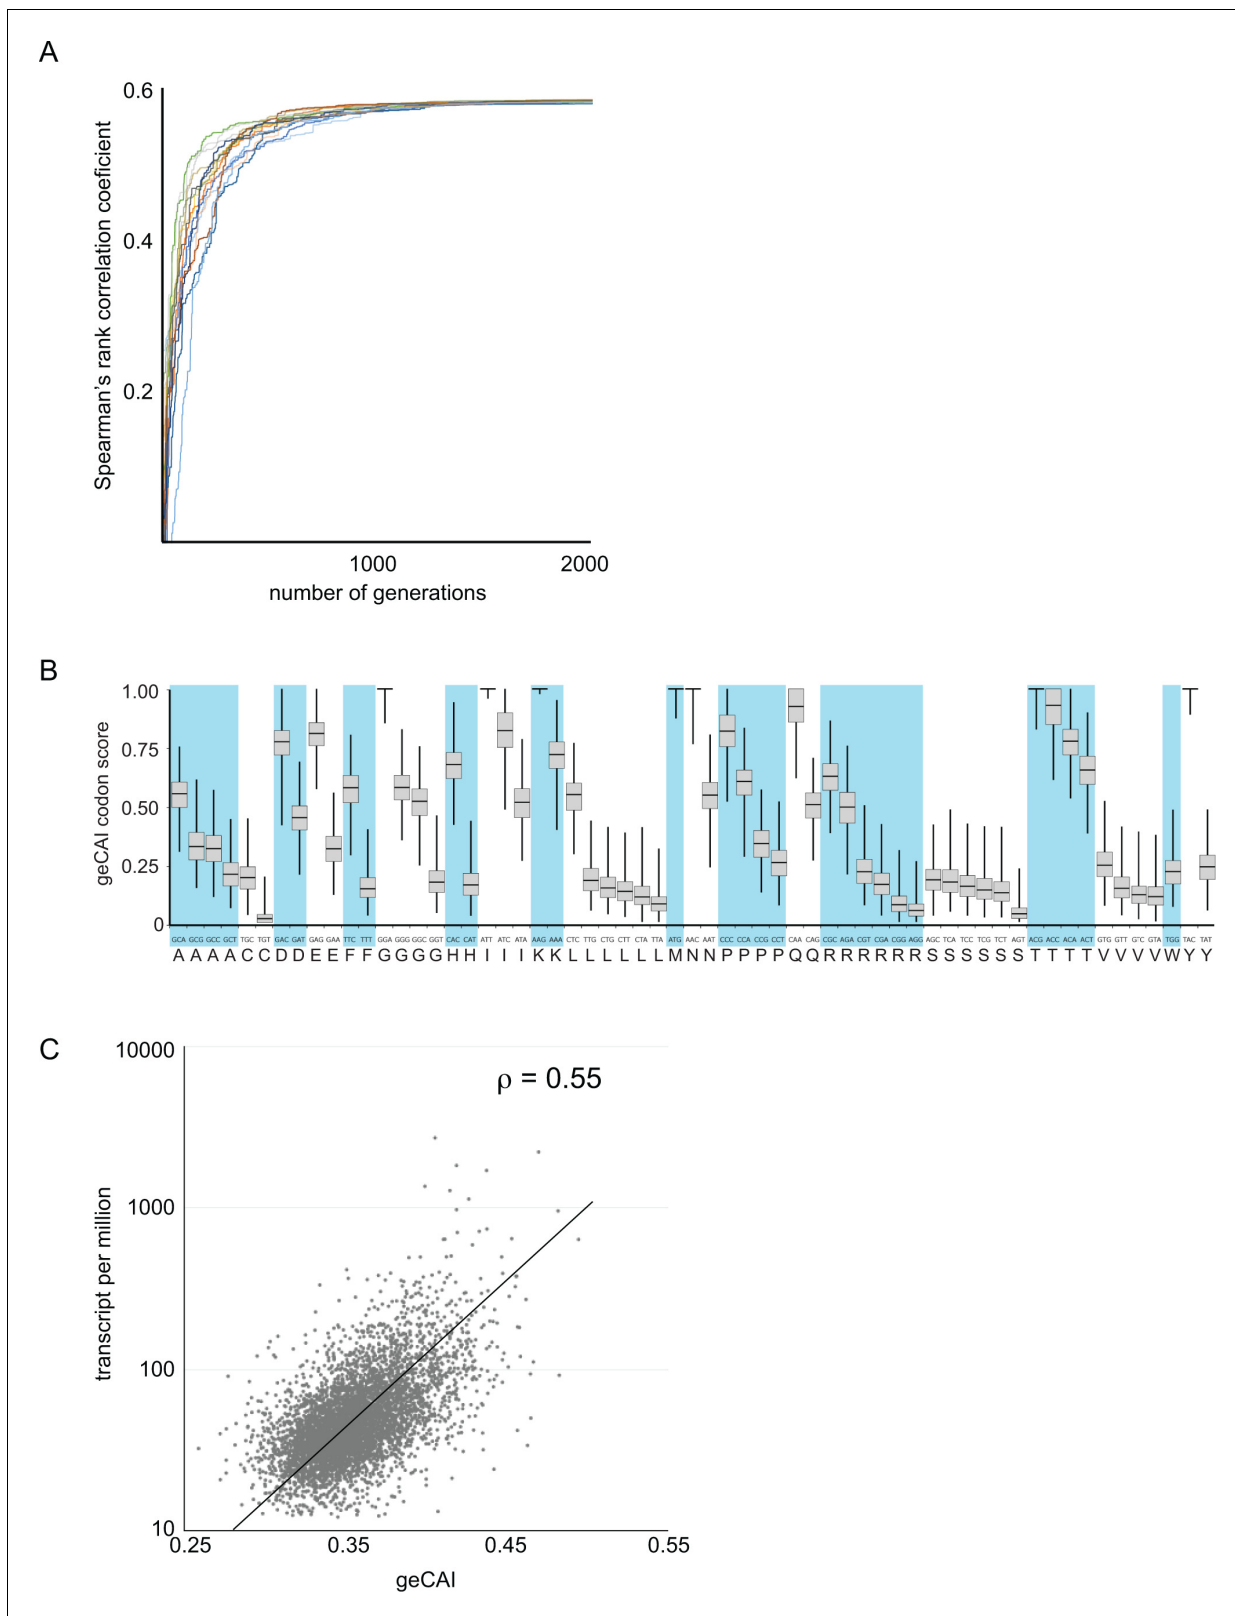 A
0.6
0.4
0.2
Spearman's rank correlation coeficient
1000 2000
number of generations
B
1.00
0.75
0.50
0.25
0
geCAI codon score
GCA GCG GCC GCT TGC TGT GAC GAT GAG GAA TTC TTT GGA GGG GGC GGT CAC CAT ATT ATC ATA AAG AAA CTC TTG CTG CTT CTA TTA ATG AAC AAT CCC CCA CCG CCT CAA CAG CGC AGA CGT CGA CGG AGG AGC TCA TCC TCG TCT AGT ACG ACC ACA ACT GTG GTT GTC GTA TGG TAC TAT
A A A A C C D D E E F F G G G G H H I I I K K L L L L L L M N N P P P P Q Q R R R R R R S S S S S S T T T T V V V V W Y Y
C
10000
1000
100
10
transcript per million
ρ = 0.55
0.25 0.35 0.45 0.55
geCAI